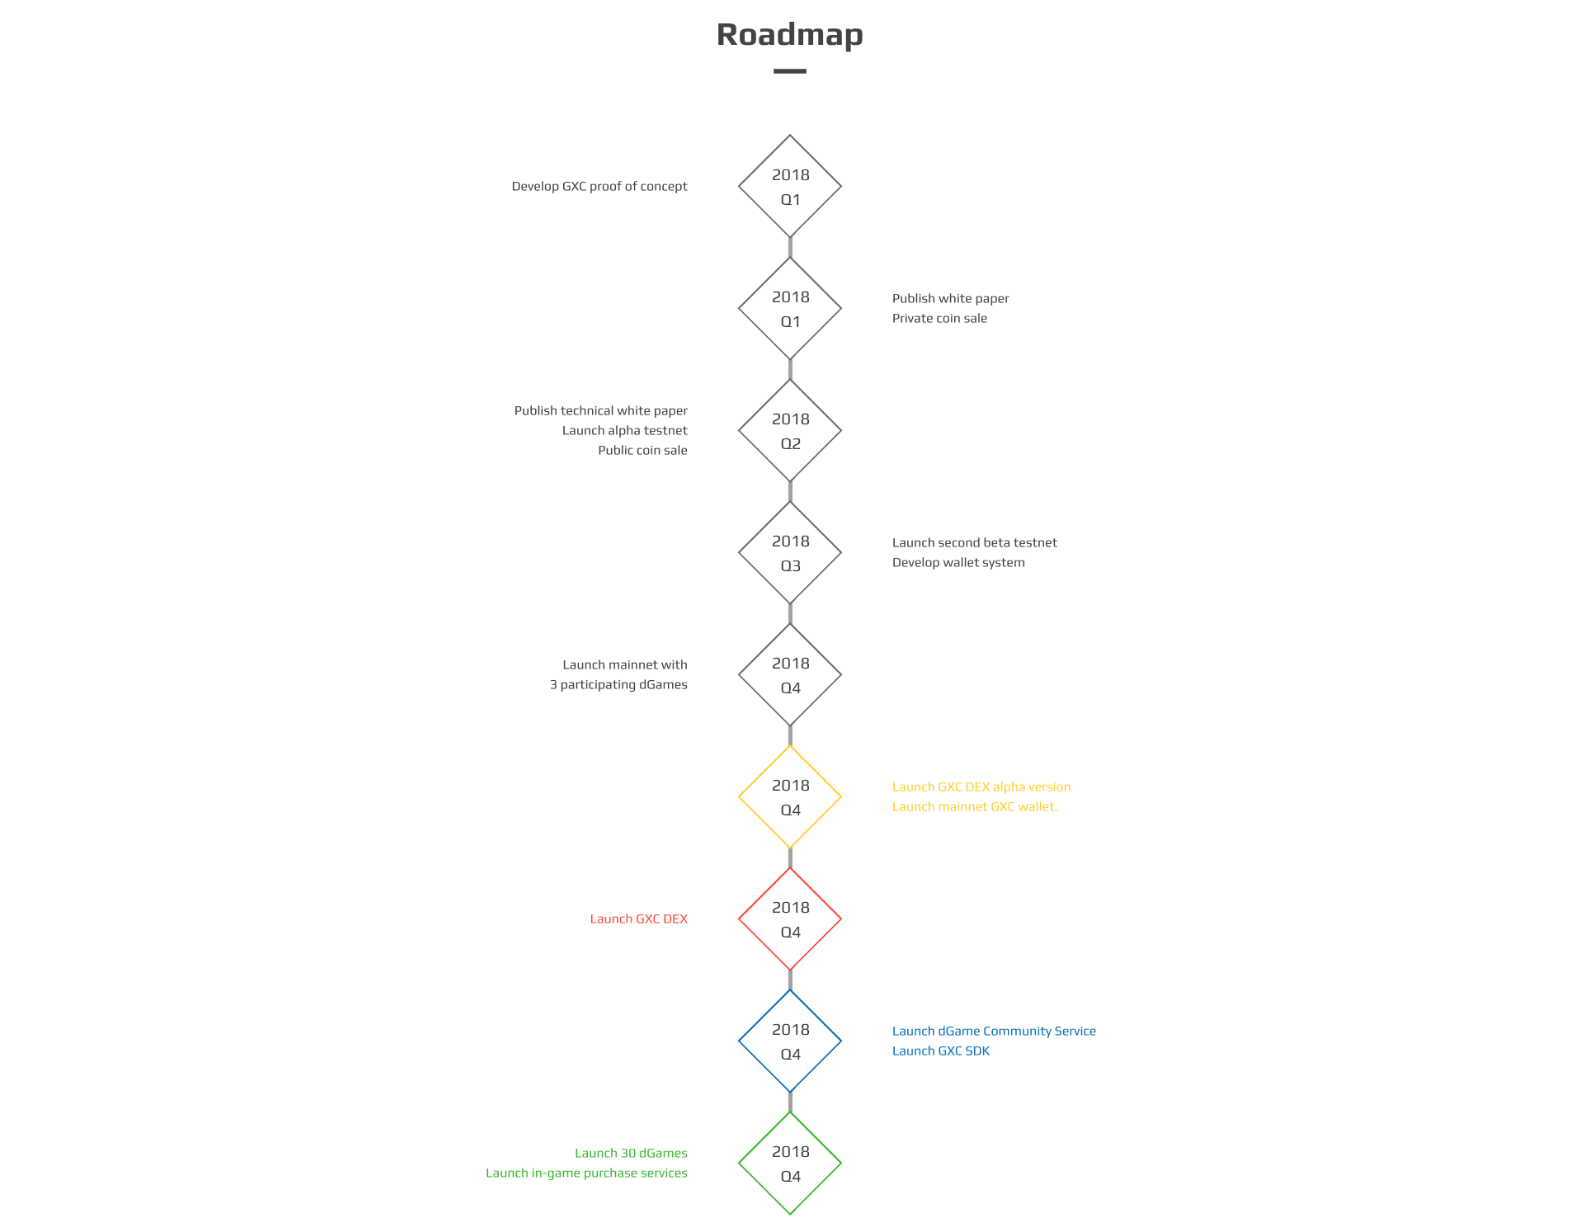 Roadmap
Develop GXC proof of concept
2018
Q1
2018
Q1
Publish white paper
Private coin sale
Publish technical white paper
Launch alpha testnet
Public coin sale
2018
Q2
2018
Q3
Launch second beta testnet
Develop wallet system
Launch mainnet with
3 participating dGames
2018
Q4
2018
Q4
Launch GXC DEX alpha version
Launch mainnet GXC wallet.
Launch GXC DEX
2018
Q4
2018
Q4
Launch dGame Community Service
Launch GXC SDK
Launch 30 dGames
Launch in-game purchase services
2018
Q4